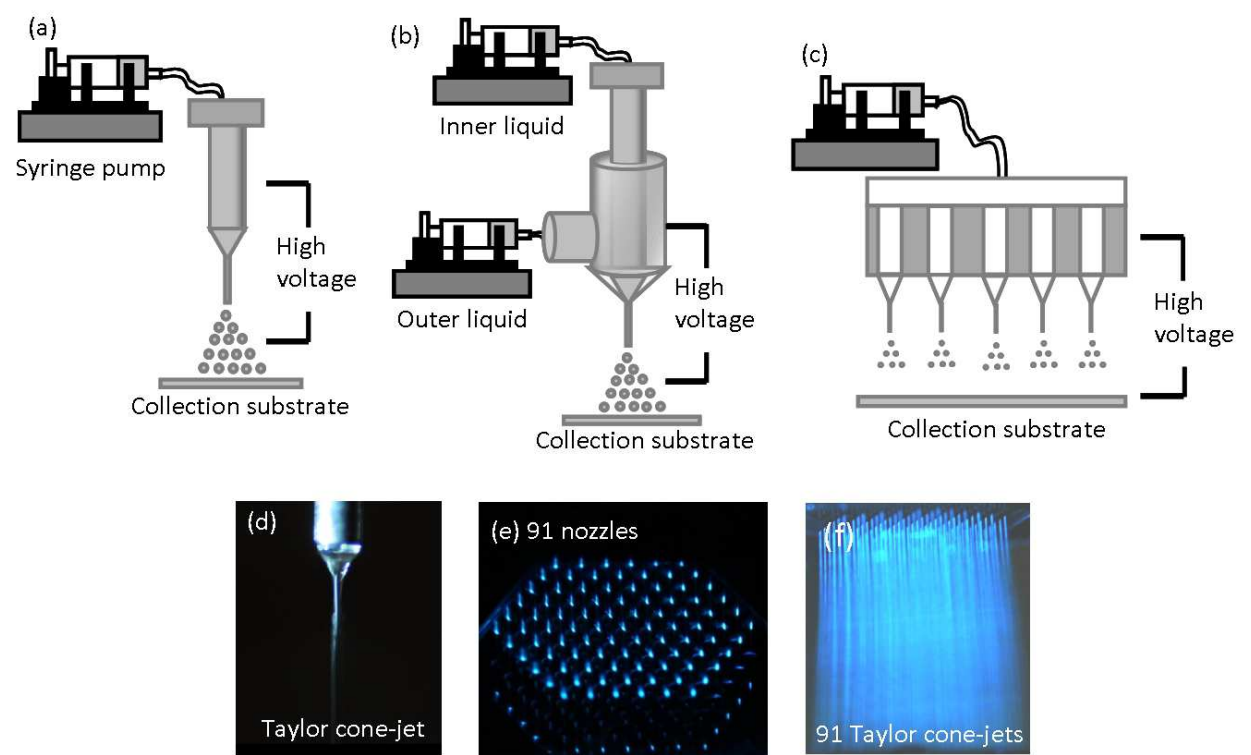 (a)
Syringe pump
High
voltage
Collection substrate
(b)
Inner liquid
Outer liquid
High
voltage
Collection substrate
(c)
High
voltage
Collection substrate
(d)
Taylor cone-jet
(e) 91 nozzles
(f)
91 Taylor cone-jets